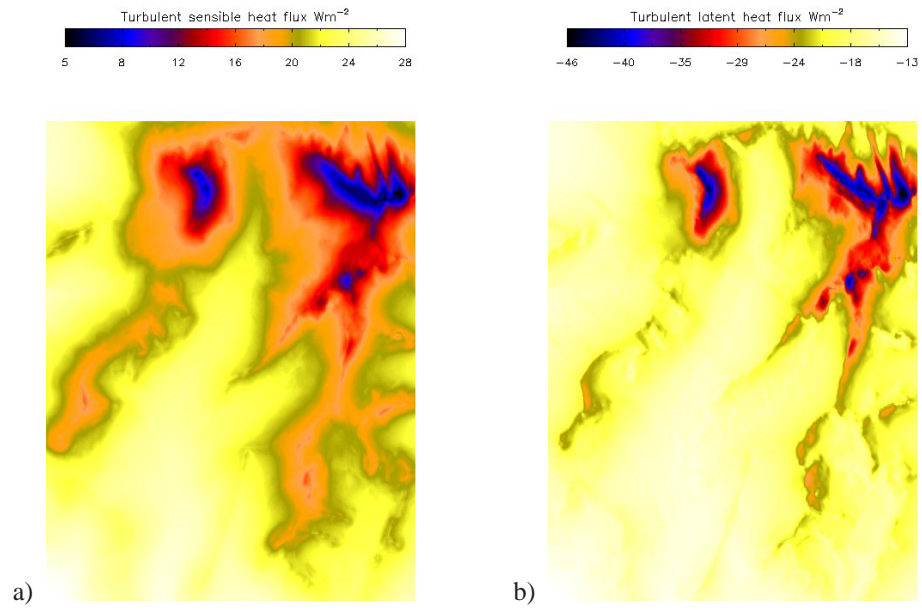 Turbulent sensible heat flux Wm⁻²
5 8 12 16 20 24 28
Turbulent latent heat flux Wm⁻²
-46 -40 -35 -29 -24 -18 -13
a)
b)